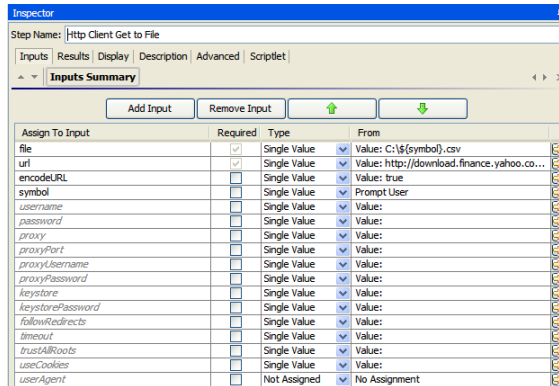 Inspector
Step Name: Http Client Get to File
Inputs Results Display Description Advanced Scriptlet
Inputs Summary
Add Input Remove Input
Assign To Input Required Type From
file Single Value Value: C:\${symbol}.csv
url Single Value Value: http://download.finance.yahoo.co...
encodeURL Single Value Value: true
symbol Single Value Prompt User
username Single Value Value:
password Single Value Value:
proxy Single Value Value:
proxyPort Single Value Value:
proxyUsername Single Value Value:
proxyPassword Single Value Value:
keystore Single Value Value:
keystorePassword Single Value Value:
followRedirects Single Value Value:
timeout Single Value Value:
trustAllRoots Single Value Value:
useCookies Single Value Value:
userAgent Not Assigned No Assignment